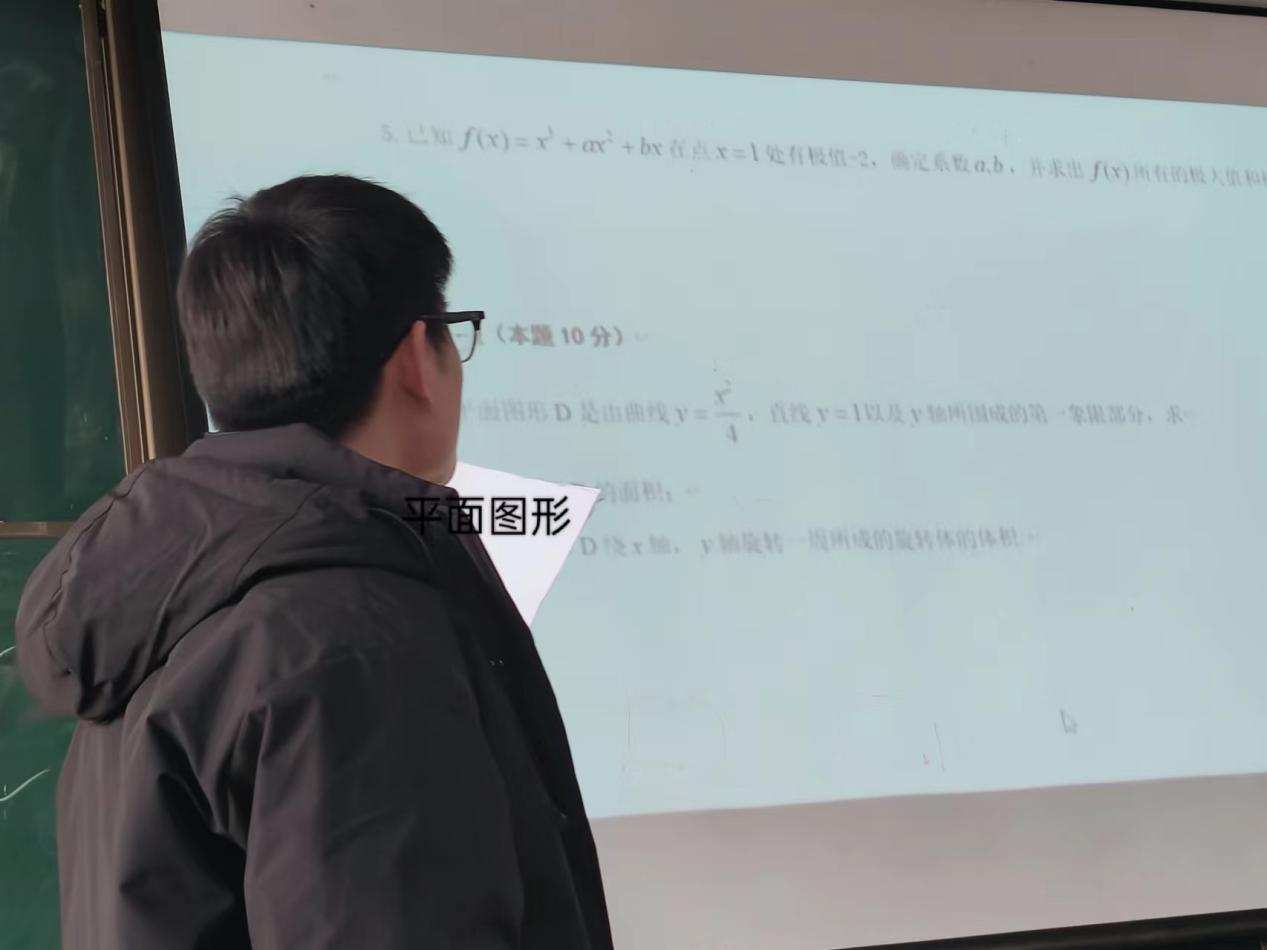 5. 已知 f(x)=x³+ax²+bx 在点 x=1 处有极值-2，确定系数 a,b，并求出 f(x) 所有的极大值和
（本题 10 分）
面图形 D 是由曲线 y=x²/4，直线 y=1 以及 y 轴所围成的第一象限部分，求
的面积；
平面图形
D 绕 x 轴， y 轴旋转一周所成的旋转体的体积